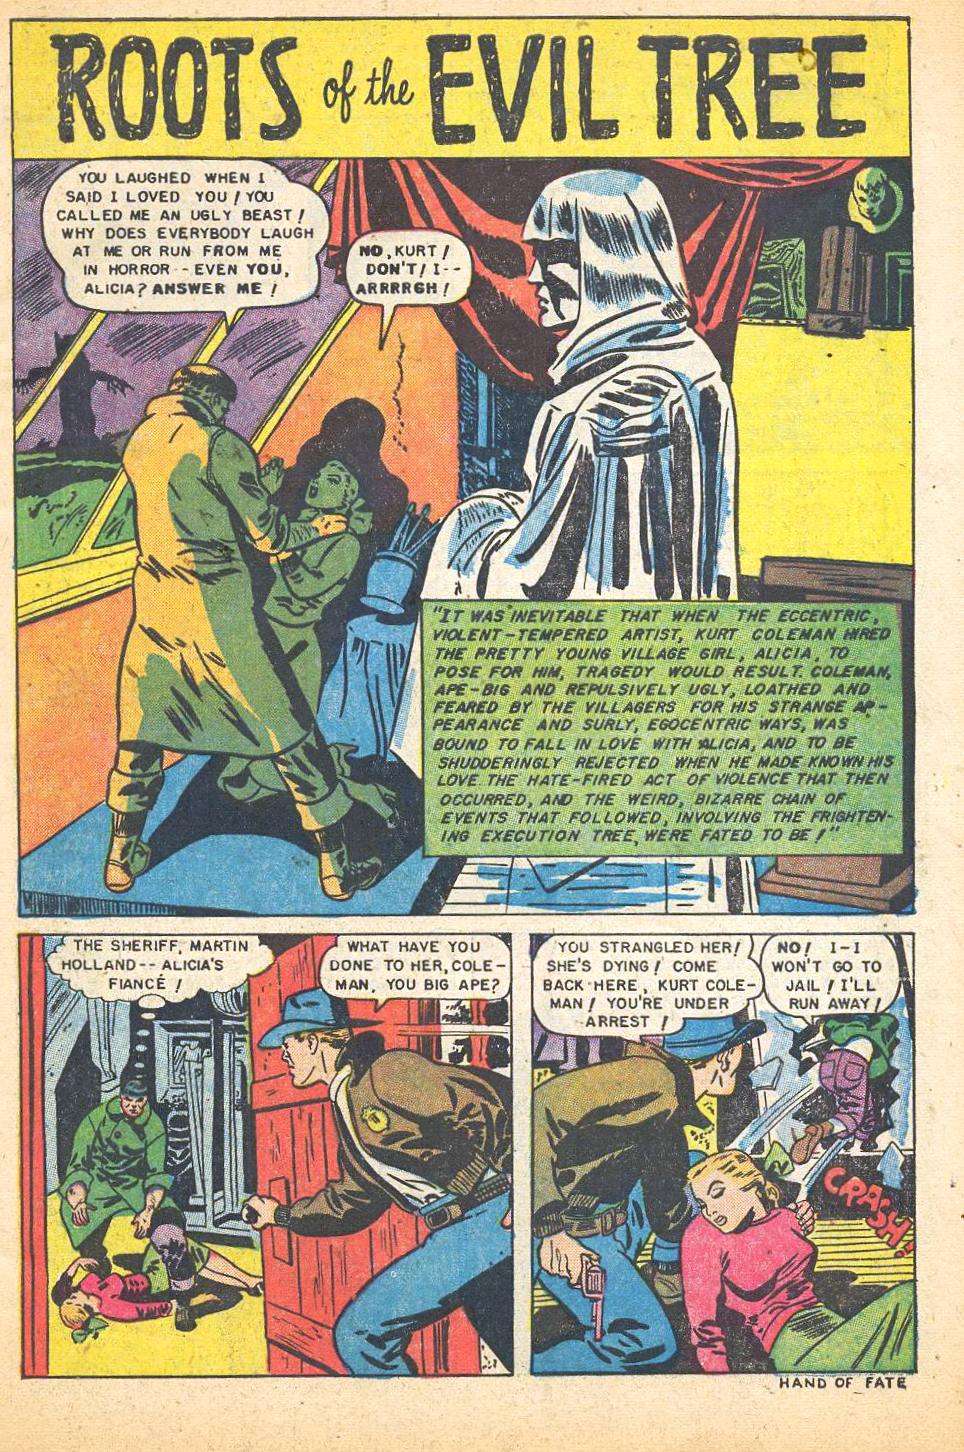 ROOTS of the EVIL TREE
YOU LAUGHED WHEN I
SAID I LOVED YOU! YOU
CALLED ME AN UGLY BEAST!
WHY DOES EVERYBODY LAUGH
AT ME OR RUN FROM ME
IN HORROR -- EVEN YOU,
ALICIA? ANSWER ME!
NO, KURT!
DON'T! I--
ARRRRGH!
"IT WAS INEVITABLE THAT WHEN THE ECCENTRIC,
VIOLENT-TEMPERED ARTIST, KURT COLEMAN HIRED
THE PRETTY YOUNG VILLAGE GIRL, ALICIA, TO
POSE FOR HIM, TRAGEDY WOULD RESULT. COLEMAN,
APE-BIG AND REPULSIVELY UGLY, LOATHED AND
FEARED BY THE VILLAGERS FOR HIS STRANGE AP-
PEARANCE AND SURLY, EGOCENTRIC WAYS, WAS
BOUND TO FALL IN LOVE WITH ALICIA, AND TO BE
SHUDDERINGLY REJECTED WHEN HE MADE KNOWN HIS
LOVE. THE HATE-FIRED ACT OF VIOLENCE THAT THEN
OCCURRED, AND THE WEIRD, BIZARRE CHAIN OF
EVENTS THAT FOLLOWED, INVOLVING THE FRIGHTEN-
ING EXECUTION TREE, WERE FATED TO BE!"
THE SHERIFF, MARTIN
HOLLAND-- ALICIA'S
FIANCÉ!
WHAT HAVE YOU
DONE TO HER, COLE-
MAN, YOU BIG APE?
YOU STRANGLED HER!
SHE'S DYING! COME
BACK HERE, KURT COLE-
MAN! YOU'RE UNDER
ARREST!
NO! I-I
WON'T GO TO
JAIL! I'LL
RUN AWAY!
CRASH!
HAND OF FATE